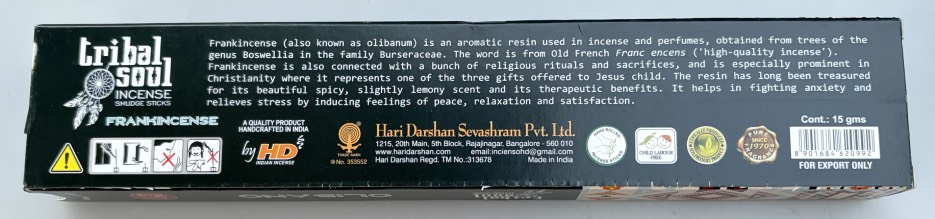 tribal
SOUL
INCENSE
SMUDGE STICKS
FRANKINCENSE
Frankincense (also known as olibanum) is an aromatic resin used in incense and perfumes, obtained from trees of the
genus Boswellia in the family Burseraceae. The word is from Old French Franc encens ('high-quality incense').
Frankincense is also connected with a bunch of religious rituals and sacrifices, and is especially prominent in
Christianity where it represents one of the three gifts offered to Jesus child. The resin has long been treasured
for its beautiful spicy, slightly lemony scent and its therapeutic benefits. It helps in fighting anxiety and
relieves stress by inducing feelings of peace, relaxation and satisfaction.
A QUALITY PRODUCT
HANDCRAFTED IN INDIA
by HD
INDIAN INCENSE
TRADE MARK
No. 353552
Hari Darshan Sevashram Pvt. Ltd.
1215, 20th Main, 5th Block, Rajajinagar, Bangalore - 560 010
www.haridarshan.com email:incensohd@gmail.com
Hari Darshan Regd. TM No.:313678 Made in India
HAND ROLLED
CHILD LABOUR
FREE
PURE
SINCE
1970
Cont.: 15 gms
8 901684 620992
FOR EXPORT ONLY
OLIBANO